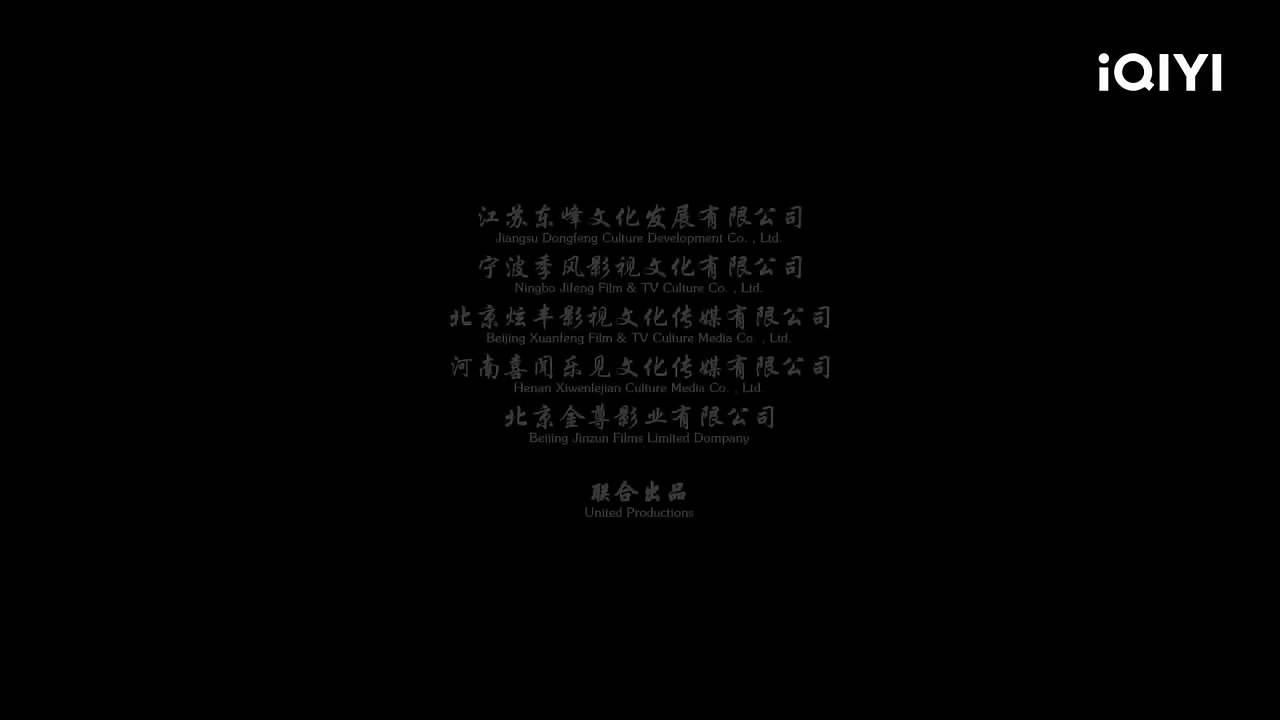 iQIYI
江苏东峰文化发展有限公司
Jiangsu Dongfeng Culture Development Co. , Ltd.
宁波季风影视文化有限公司
Ningbo Jifeng Film & TV Culture Co. , Ltd.
北京炫丰影视文化传媒有限公司
Beijing Xuanfeng Film & TV Culture Media Co. , Ltd.
河南喜闻乐见文化传媒有限公司
Henan Xiwenlejian Culture Media Co. , Ltd.
北京金尊影业有限公司
Beijing Jinzun Films Limited Dompany
联合出品
United Productions